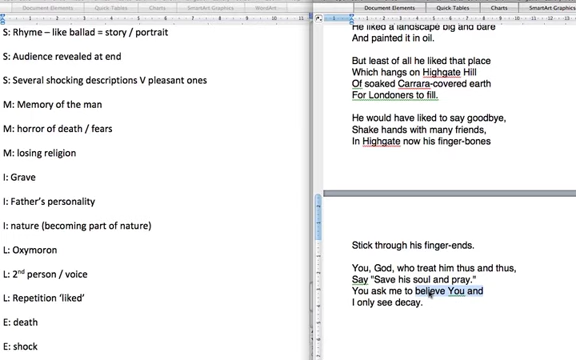 Document Elements Quick Tables Charts SmartArt Graphics WordArt
S: Rhyme – like ballad = story / portrait
S: Audience revealed at end
S: Several shocking descriptions V pleasant ones
M: Memory of the man
M: horror of death / fears
M: losing religion
I: Grave
I: Father's personality
I: nature (becoming part of nature)
L: Oxymoron
L: 2nd person / voice
L: Repetition 'liked'
E: death
E: shock
Document Elements Quick Tables Charts SmartArt Graphics
He liked a landscape big and bare
And painted it in oil.
But least of all he liked that place
Which hangs on Highgate Hill
Of soaked Carrara-covered earth
For Londoners to fill.
He would have liked to say goodbye,
Shake hands with many friends,
In Highgate now his finger-bones
Stick through his finger-ends.
You, God, who treat him thus and thus,
Say "Save his soul and pray."
You ask me to believe You and
I only see decay.